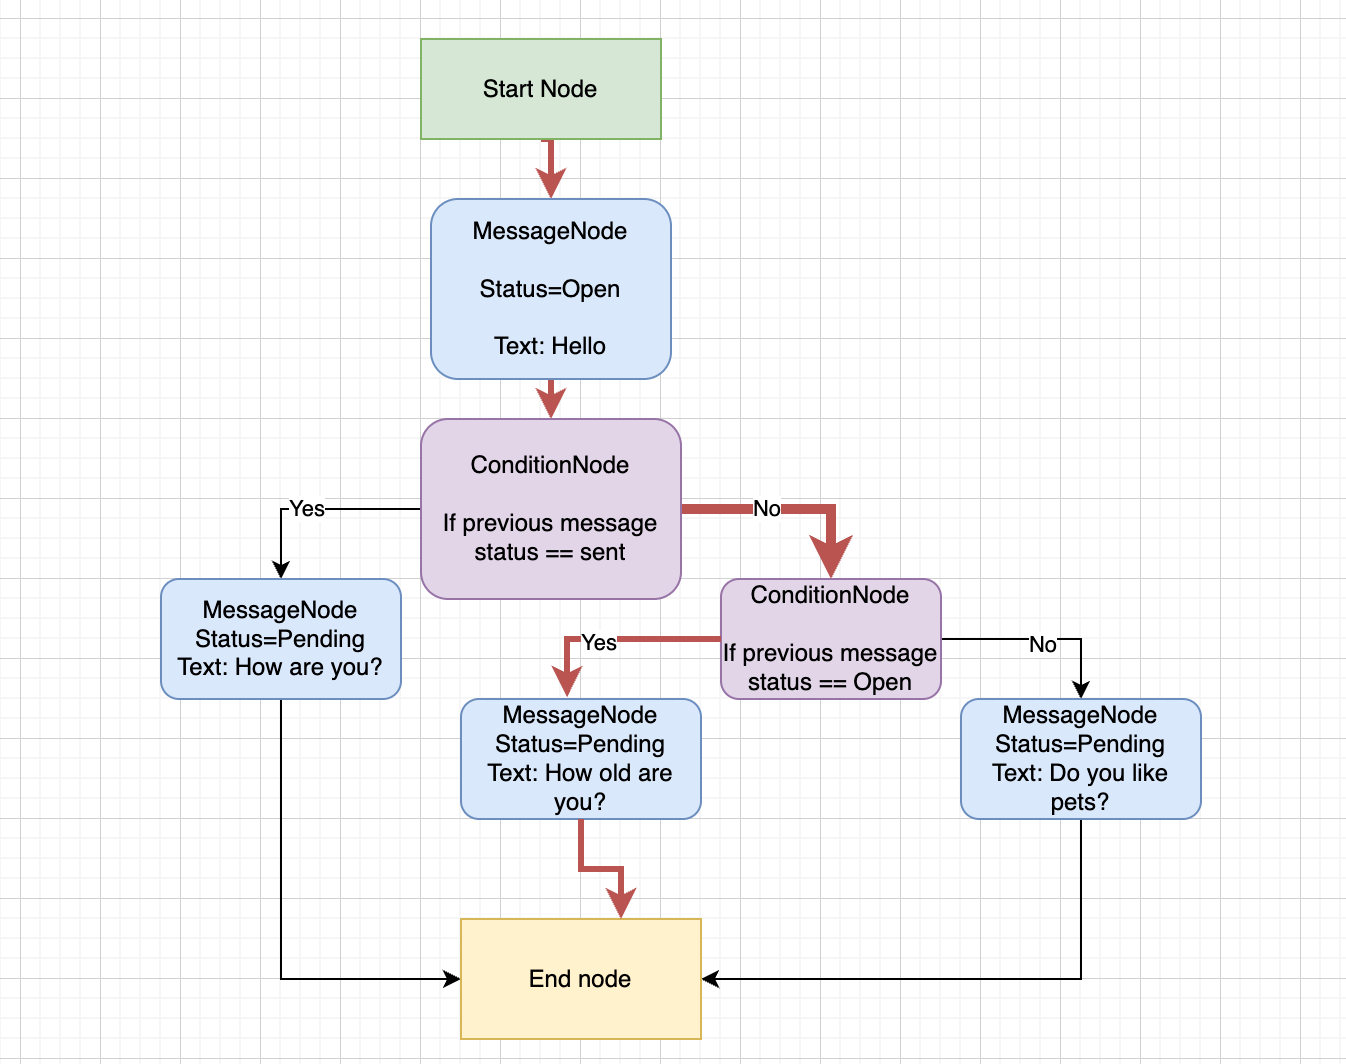 Start Node
MessageNode
Status=Open
Text: Hello
ConditionNode
If previous message
status == sent
Yes
No
MessageNode
Status=Pending
Text: How are you?
ConditionNode
If previous message
status == Open
Yes
No
MessageNode
Status=Pending
Text: How old are
you?
MessageNode
Status=Pending
Text: Do you like
pets?
End node